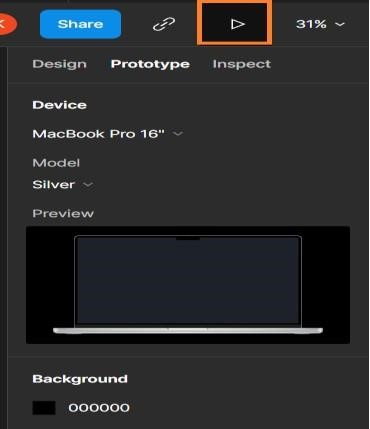 Share
31%
Design Prototype Inspect
Device
MacBook Pro 16"
Model
Silver
Preview
Background
000000